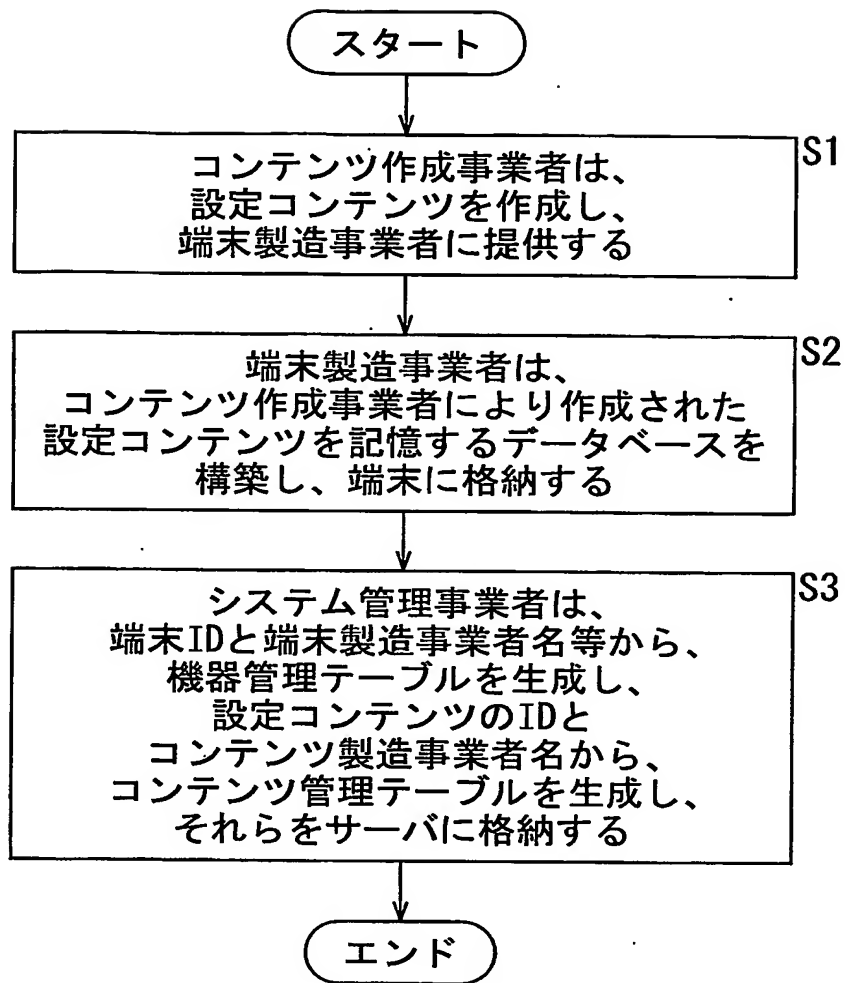 スタート
S1
コンテンツ作成事業者は、
設定コンテンツを作成し、
端末製造事業者に提供する
S2
端末製造事業者は、
コンテンツ作成事業者により作成された
設定コンテンツを記憶するデータベースを
構築し、端末に格納する
S3
システム管理事業者は、
端末IDと端末製造事業者名等から、
機器管理テーブルを生成し、
設定コンテンツのIDと
コンテンツ製造事業者名から、
コンテンツ管理テーブルを生成し、
それらをサーバに格納する
エンド